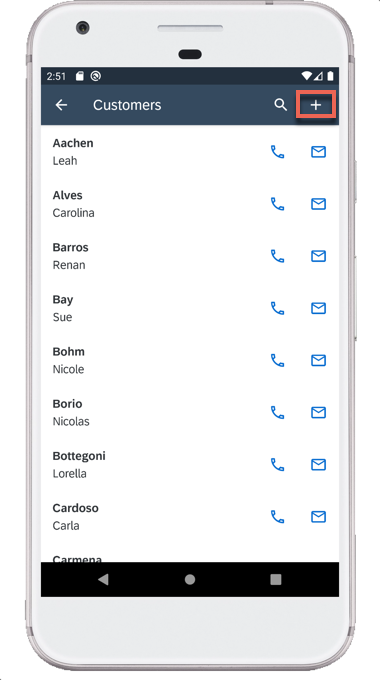 2:51
Customers
Aachen
Leah
Alves
Carolina
Barros
Renan
Bay
Sue
Bohm
Nicole
Borio
Nicolas
Bottegoni
Lorella
Cardoso
Carla
Carmena